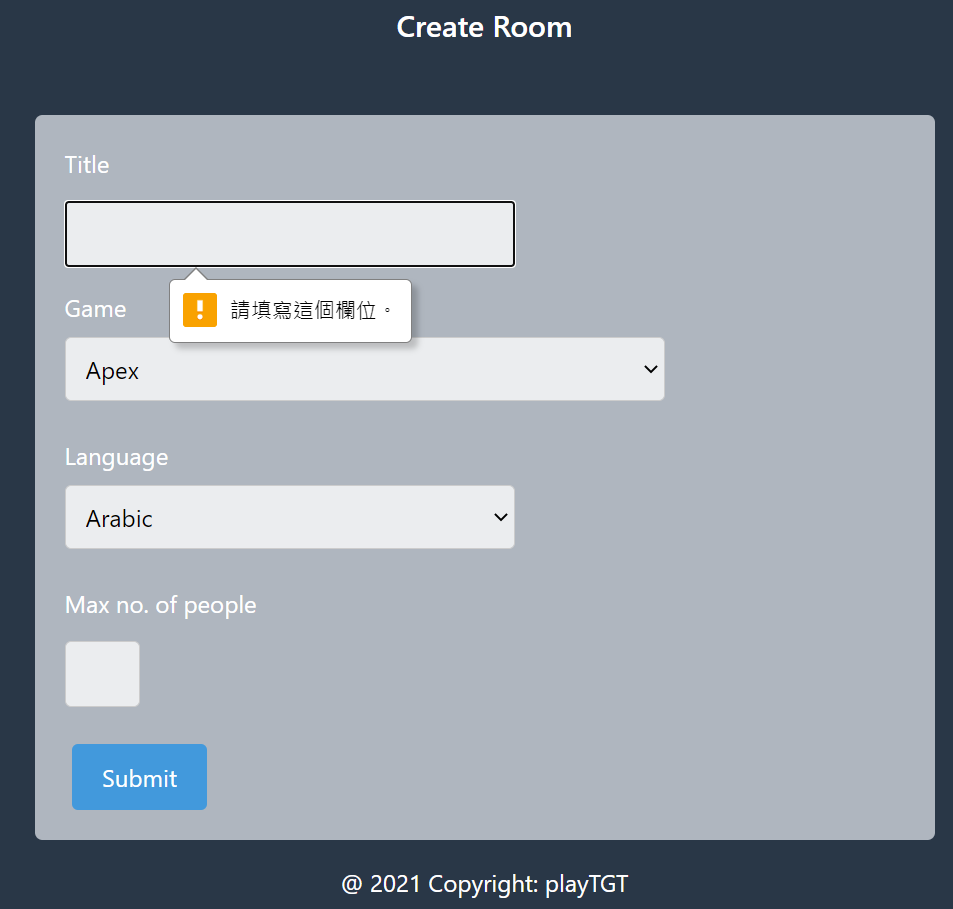 Create Room
Title
Game
請填寫這個欄位。
Apex
Language
Arabic
Max no. of people
Submit
@ 2021 Copyright: playTGT